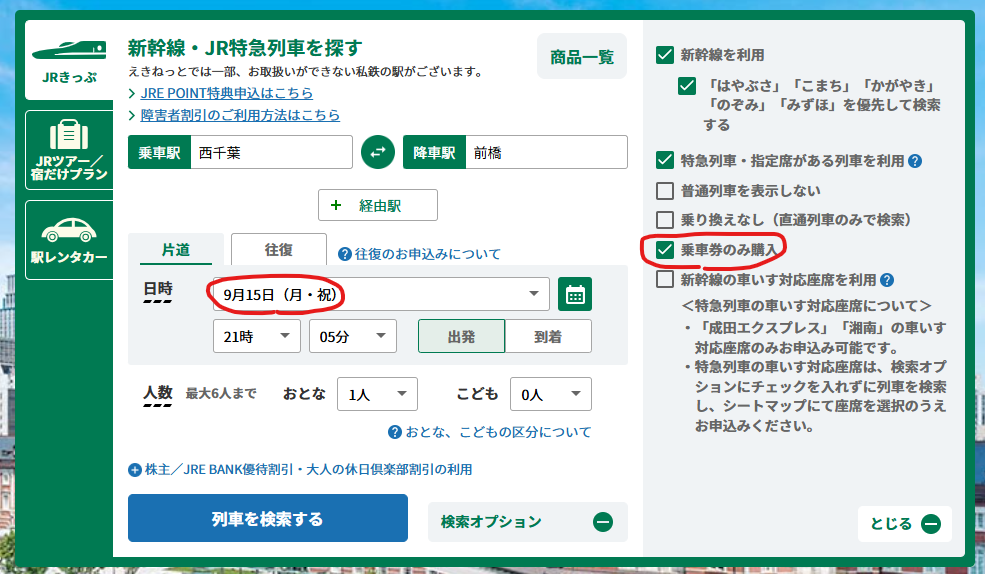 JRきっぷ
JRツアー／
宿だけプラン
駅レンタカー
新幹線・JR特急列車を探す
えきねっとでは一部、お取扱いができない私鉄の駅がございます。
JRE POINT特典申込はこちら
障害者割引のご利用方法はこちら
商品一覧
乗車駅 西千葉
降車駅 前橋
+ 経由駅
片道 往復 往復のお申込みについて
日時 9月15日（月・祝）
21時 05分 出発 到着
人数 最大6人まで おとな 1人 こども 0人
おとな、こどもの区分について
株主／JRE BANK優待割引・大人の休日倶楽部割引の利用
列車を検索する
検索オプション
新幹線を利用
「はやぶさ」「こまち」「かがやき」
「のぞみ」「みずほ」を優先して検索
する
特急列車・指定席がある列車を利用
普通列車を表示しない
乗り換えなし（直通列車のみで検索）
乗車券のみ購入
新幹線の車いす対応座席を利用
＜特急列車の車いす対応座席について＞
・「成田エクスプレス」「湘南」の車いす
対応座席のみお申込み可能です。
・特急列車の車いす対応座席は、検索オプ
ションにチェックを入れずに列車を検索
し、シートマップにて座席を選択のうえ
お申込みください。
とじる